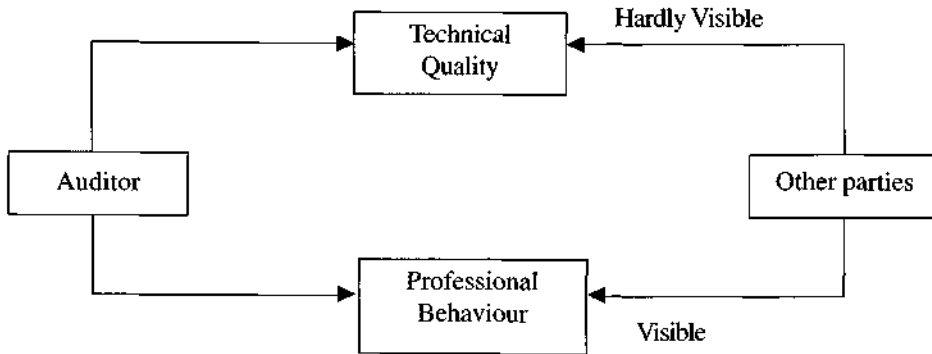 Hardly Visible
Technical
Quality
Auditor
Other parties
Professional
Behaviour
Visible